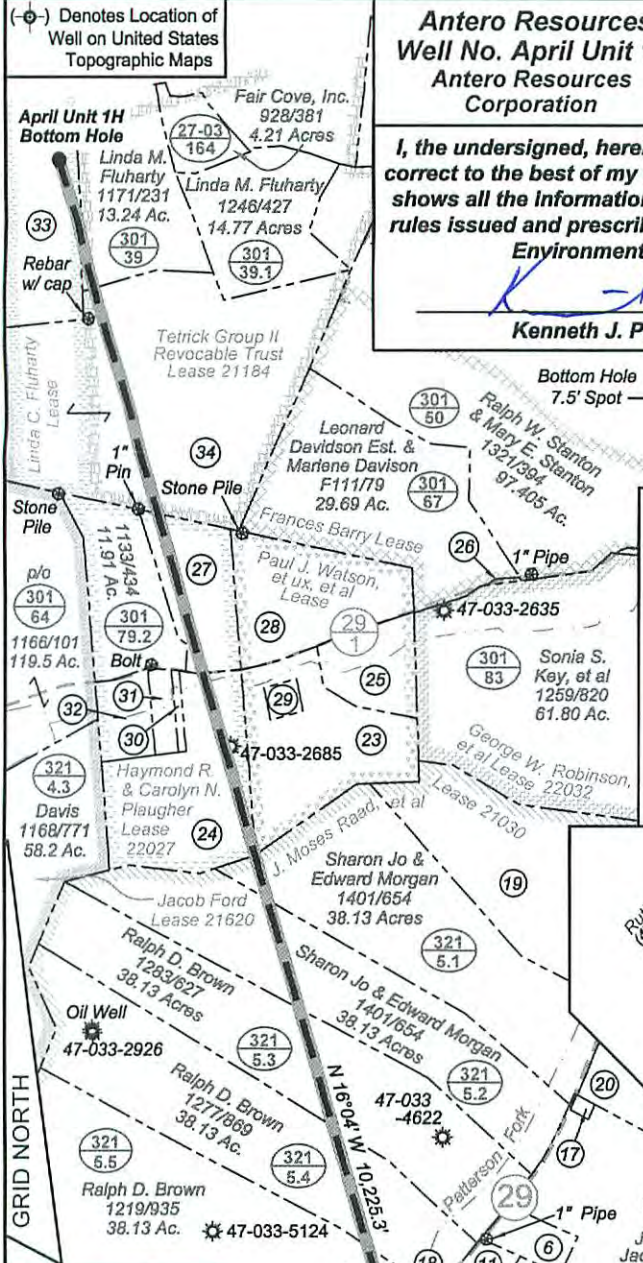 (-⌖-) Denotes Location of
Well on United States
Topographic Maps
Antero Resources
Well No. April Unit
Antero Resources
Corporation
I, the undersigned, here
correct to the best of my
shows all the information
rules issued and prescri
Environment
Kenneth J. P
April Unit 1H
Bottom Hole
Fair Cove, Inc.
928/381
4.21 Acres
27-03
164
Linda M.
Fluharty
1171/231
13.24 Ac.
301
39
Linda M. Fluharty
1246/427
14.77 Acres
301
39.1
33
Rebar
w/ cap
Tetrick Group II
Revocable Trust
Lease 21184
Linda C. Fluharty
Lease
Bottom Hole
7.5' Spot
301
50
Ralph W. Stanton
& Mary E. Stanton
1321/394
97.405 Ac.
Leonard
Davidson Est. &
Marlene Davison
F111/79
29.69 Ac.
301
67
34
1"
Pin
Stone Pile
Stone
Pile
Frances Barry Lease
26
1" Pipe
p/o
301
64
1166/101
119.5 Ac.
1133/434
11.91 Ac.
301
79.2
27
Paul J. Watson,
et ux, et al
Lease
28
29
1
47-033-2635
Bolt
31
32
30
29
25
23
301
83
Sonia S.
Key, et al
1259/820
61.80 Ac.
47-033-2685
George W. Robinson,
et al Lease 22032
321
4.3
Davis
1168/771
58.2 Ac.
Haymond R.
& Carolyn N.
Plaugher
Lease
22027
24
J. Moses Raad, et al
Lease 21030
Jacob Ford
Lease 21620
Sharon Jo &
Edward Morgan
1401/654
38.13 Acres
19
321
5.1
Ralph D. Brown
1283/627
38.13 Acres
Sharon Jo & Edward Morgan
1401/654
38.13 Acres
Oil Well
47-033-2926
321
5.3
321
5.2
Ralph D. Brown
1277/869
38.13 Ac.
N 16°04' W 10,225.3'
47-033
-4622
20
17
Patterson Fork
321
5.5
321
5.4
29
Ralph D. Brown
1219/935
38.13 Ac.
47-033-5124
1" Pipe
6
18
11
Jac
GRID NORTH